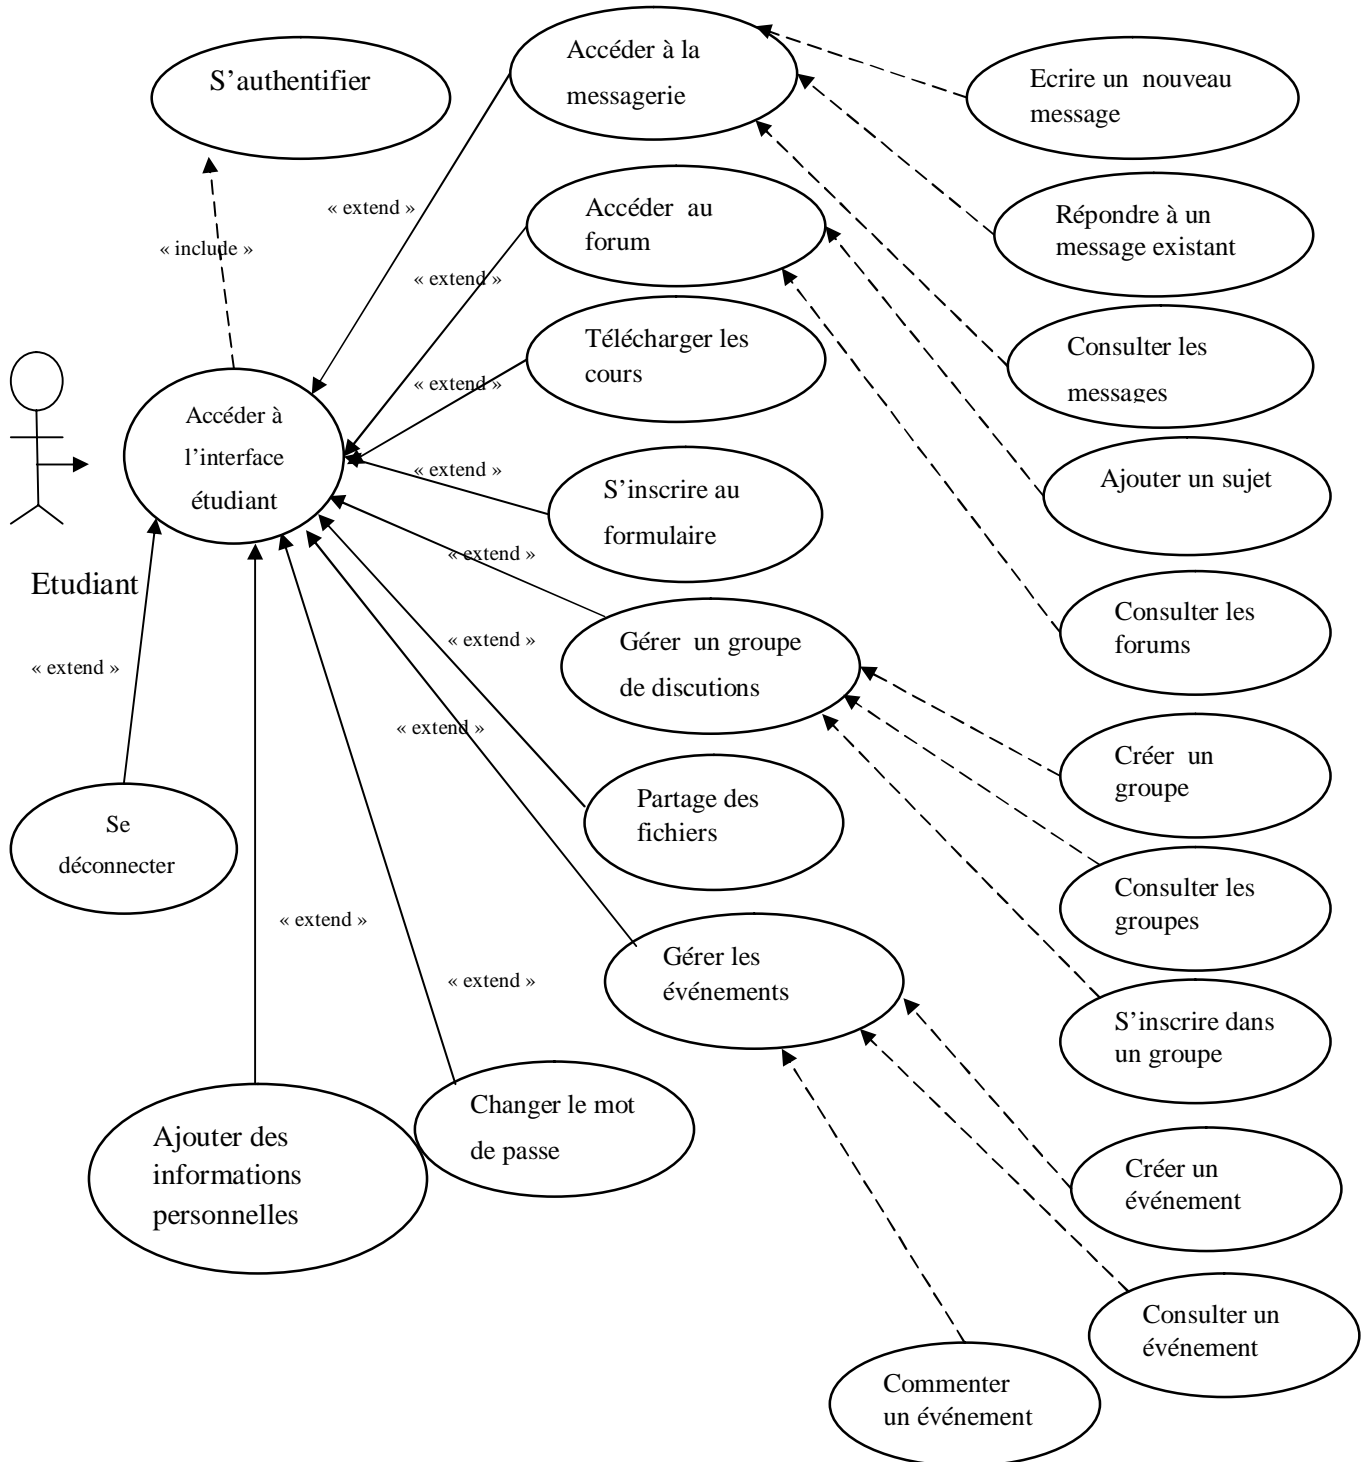 Accéder à la
messagerie
S’authentifier
Ecrire un nouveau
message
« extend »
Accéder au
forum
Répondre à un
message existant
« include »
« extend »
Télécharger les
cours
Consulter les
messages
« extend »
Accéder à
l’interface
étudiant
« extend »
S’inscrire au
formulaire
Ajouter un sujet
« extend »
Etudiant
Consulter les
forums
« extend »
Gérer un groupe
de discutions
« extend »
« extend »
Créer un
groupe
Partage des
fichiers
Se
déconnecter
Consulter les
groupes
« extend »
« extend »
Gérer les
événements
S’inscrire dans
un groupe
Changer le mot
de passe
Ajouter des
informations
personnelles
Créer un
événement
Consulter un
événement
Commenter
un événement